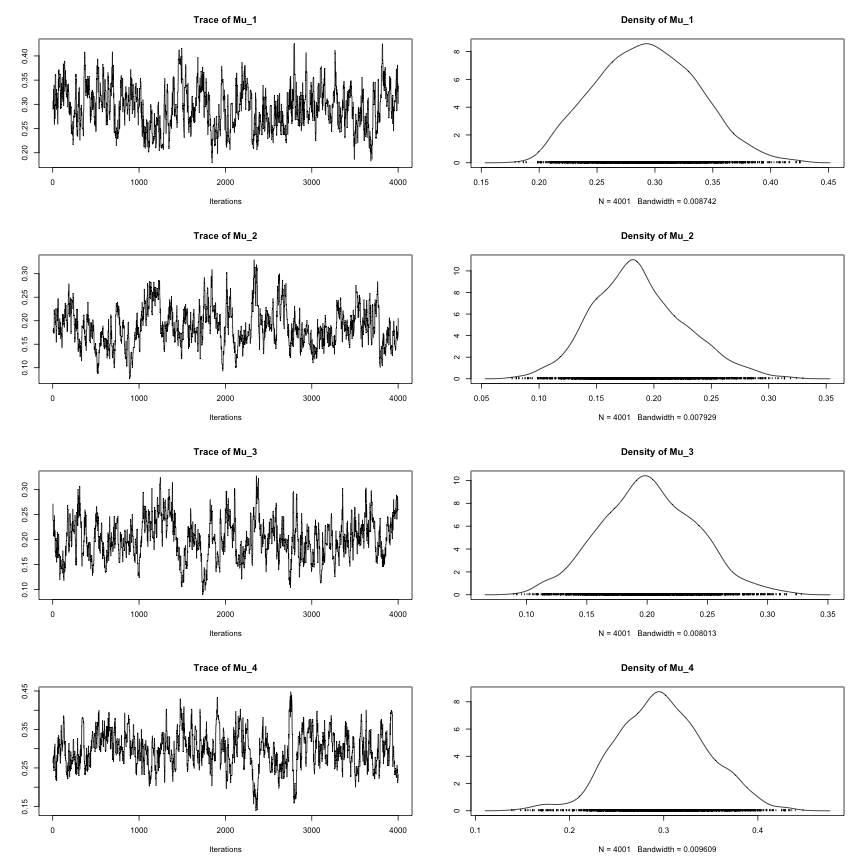 Trace of Mu_1
0.20 0.25 0.30 0.35 0.40
0 1000 2000 3000 4000
Iterations
Density of Mu_1
0 2 4 6 8
0.15 0.20 0.25 0.30 0.35 0.40 0.45
N = 4001 Bandwidth = 0.008742
Trace of Mu_2
0.10 0.15 0.20 0.25 0.30
0 1000 2000 3000 4000
Iterations
Density of Mu_2
0 2 4 6 8 10
0.05 0.10 0.15 0.20 0.25 0.30 0.35
N = 4001 Bandwidth = 0.007929
Trace of Mu_3
0.10 0.15 0.20 0.25 0.30
0 1000 2000 3000 4000
Iterations
Density of Mu_3
0 2 4 6 8 10
0.10 0.15 0.20 0.25 0.30 0.35
N = 4001 Bandwidth = 0.008013
Trace of Mu_4
0.15 0.25 0.35 0.45
0 1000 2000 3000 4000
Iterations
Density of Mu_4
0 2 4 6 8
0.1 0.2 0.3 0.4
N = 4001 Bandwidth = 0.009609